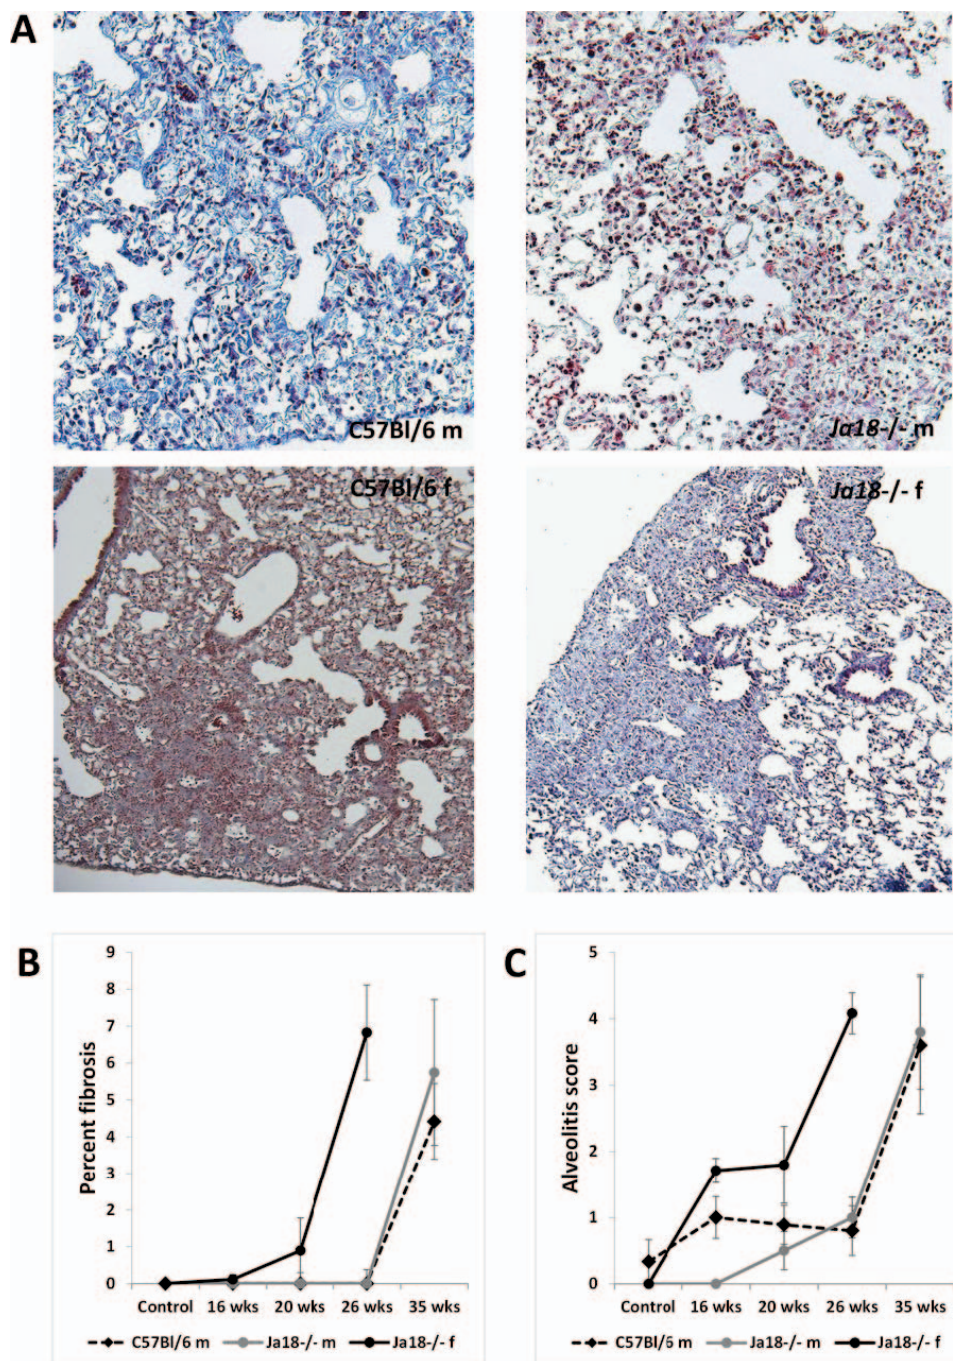 A
C57Bl/6 m
Ja18-/- m
C57Bl/6 f
Ja18-/- f
B
Percent fibrosis
9
8
7
6
5
4
3
2
1
0
Control 16 wks 20 wks 26 wks 35 wks
C57Bl/6 m Ja18-/- m Ja18-/- f
C
Alveolitis score
5
4
3
2
1
0
Control 16 wks 20 wks 26 wks 35 wks
C57Bl/6 m Ja18-/- m Ja18-/- f